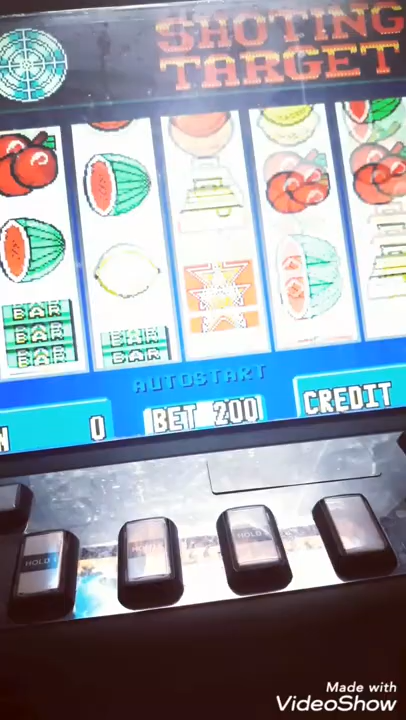 SHOTING
TARGET
BAR
BAR
BAR
BAR
BAR
AUTOSTART
N 0
BET 200
CREDIT
HOLD
HOLD
Made with
VideoShow